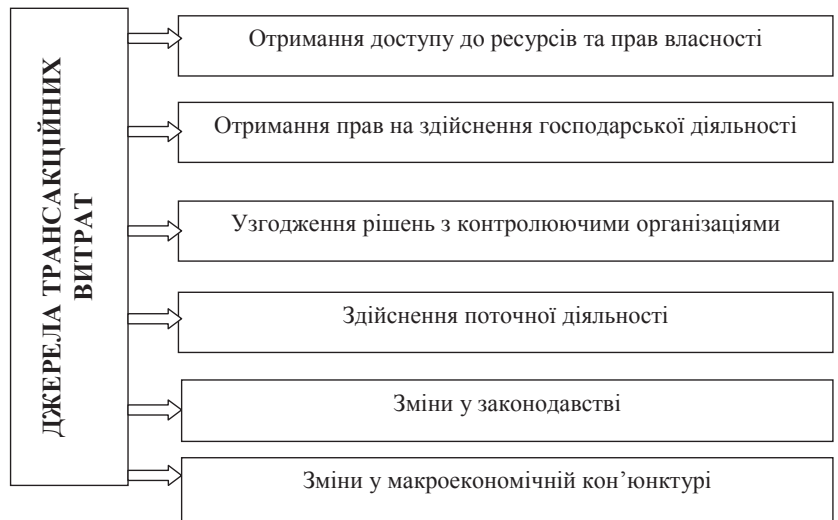 ДЖЕРЕЛА ТРАНСАКЦІЙНИХ
ВИТРАТ
Отримання доступу до ресурсів та прав власності
Отримання прав на здійснення господарської діяльності
Узгодження рішень з контролюючими організаціями
Здійснення поточної діяльності
Зміни у законодавстві
Зміни у макроекономічній кон’юнктурі